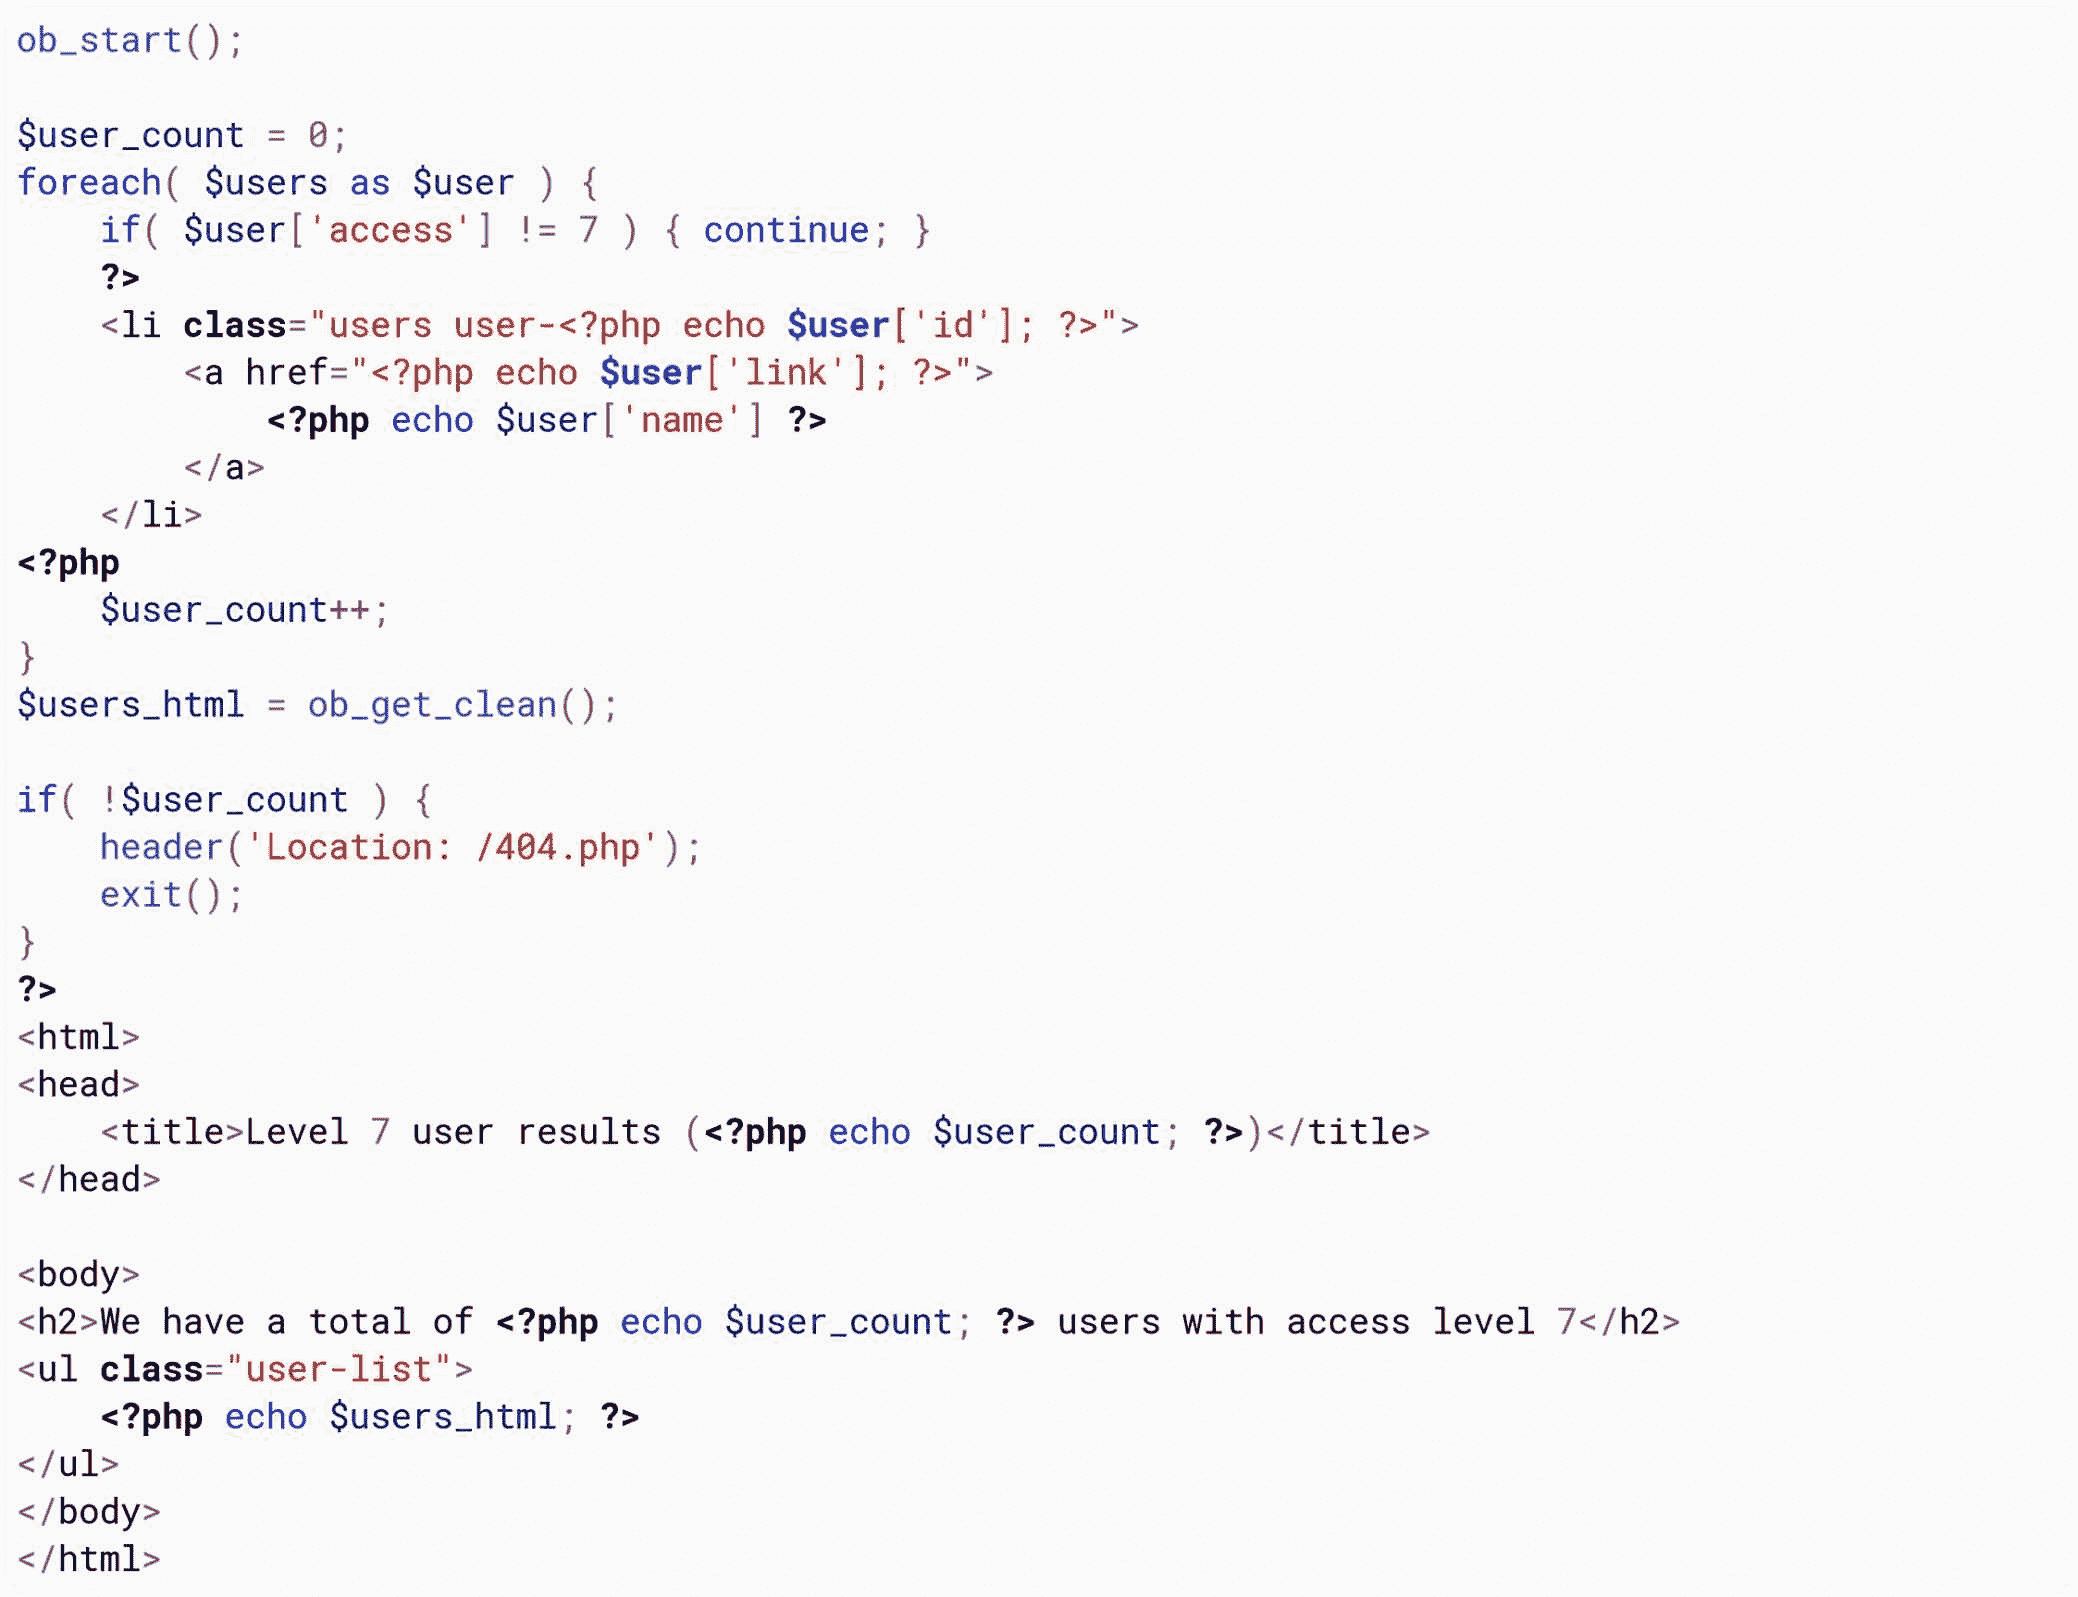 ob_start();

$user_count = 0;
foreach( $users as $user ) {
    if( $user['access'] != 7 ) { continue; }
    ?>
    <li class="users user-<?php echo $user['id']; ?>">
        <a href="<?php echo $user['link']; ?>">
            <?php echo $user['name'] ?>
        </a>
    </li>
<?php
    $user_count++;
}
$users_html = ob_get_clean();

if( !$user_count ) {
    header('Location: /404.php');
    exit();
}
?>
<html>
<head>
    <title>Level 7 user results (<?php echo $user_count; ?>)</title>
</head>

<body>
<h2>We have a total of <?php echo $user_count; ?> users with access level 7</h2>
<ul class="user-list">
    <?php echo $users_html; ?>
</ul>
</body>
</html>